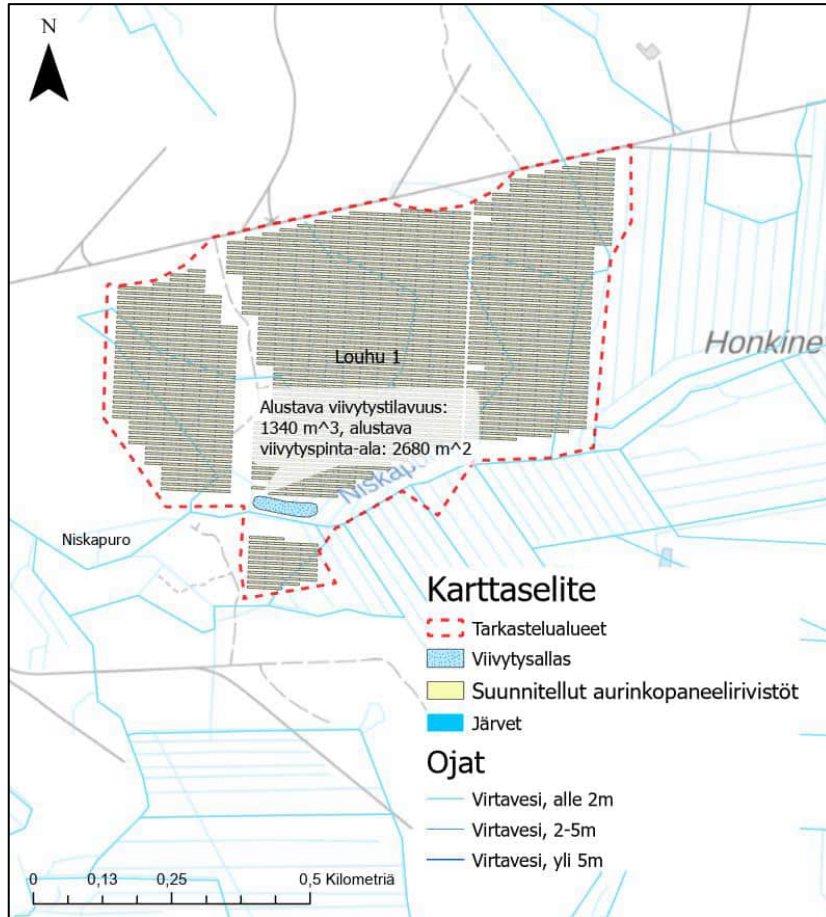 N
Louhu 1
Honkine
Alustava viivytystilavuus:
1340 m^3, alustava
viivytyspinta-ala: 2680 m^2
Niskapu
Niskapuro
Karttaselite
Tarkastelualueet
Viivytysallas
Suunnitellut aurinkopaneelirivistöt
Järvet
Ojat
Virtavesi, alle 2m
Virtavesi, 2-5m
Virtavesi, yli 5m
0 0,13 0,25 0,5 Kilometriä